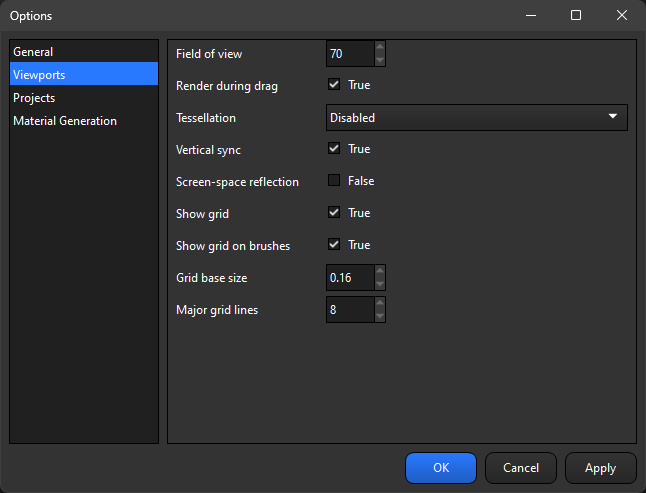 Options
General
Viewports
Projects
Material Generation
Field of view 70
Render during drag True
Tessellation Disabled
Vertical sync True
Screen-space reflection False
Show grid True
Show grid on brushes True
Grid base size 0.16
Major grid lines 8
OK Cancel Apply